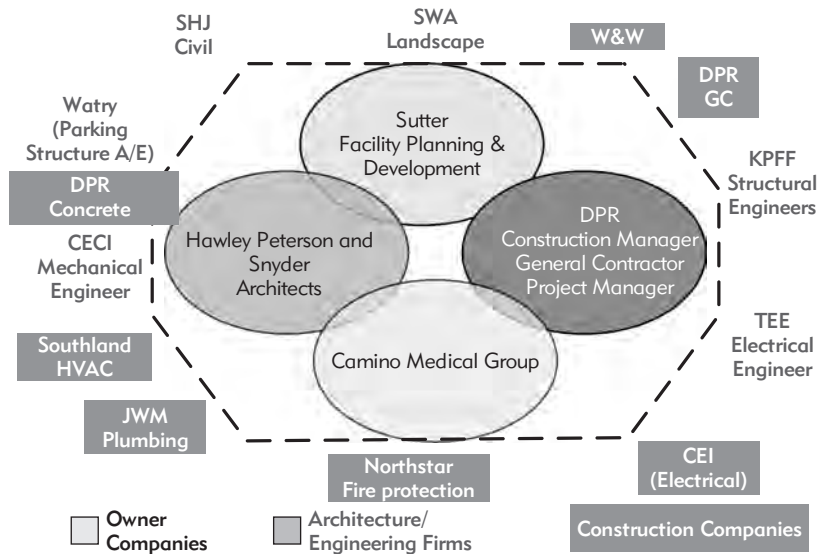 SHJ
Civil
SWA
Landscape
W&W
DPR
GC
Watry
(Parking
Structure A/E)
Sutter
Facility Planning &
Development
KPFF
Structural
Engineers
DPR
Concrete
Hawley Peterson and
Snyder
Architects
DPR
Construction Manager
General Contractor
Project Manager
CECI
Mechanical
Engineer
TEE
Electrical
Engineer
Southland
HVAC
Camino Medical Group
JWM
Plumbing
Northstar
Fire protection
CEI
(Electrical)
Owner
Companies
Architecture/
Engineering Firms
Construction Companies